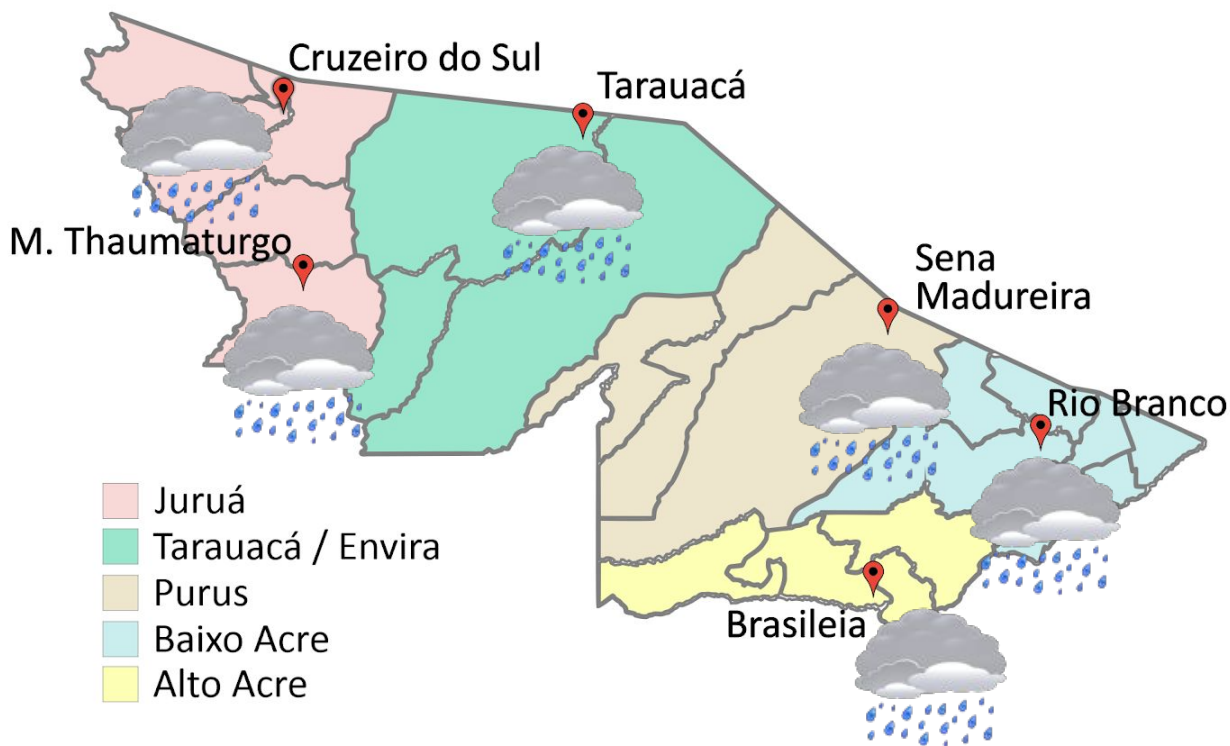 Cruzeiro do Sul
Tarauacá
M. Thaumaturgo
Sena
Madureira
Rio Branco
Brasileia
Juruá
Tarauacá / Envira
Purus
Baixo Acre
Alto Acre